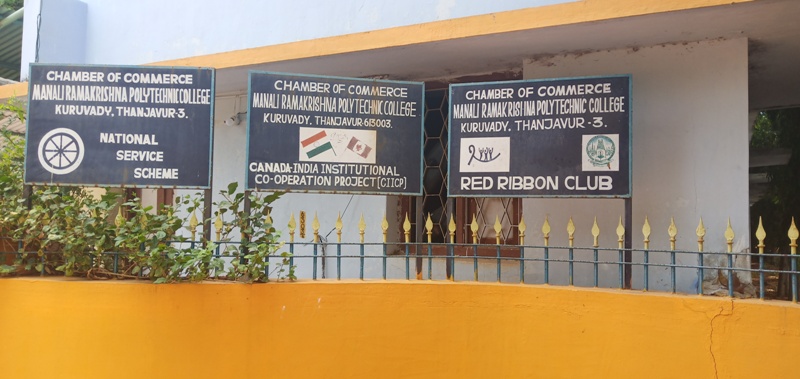 CHAMBER OF COMMERCE
MANALI RAMAKRISHNA POLYTECHNIC COLLEGE
KURUVADY, THANJAVUR-3.
NATIONAL
SERVICE
SCHEME
CHAMBER OF COMMERCE
MANALI RAMAKRISHNA POLYTECHNIC COLLEGE
KURUVADY, THANJAVUR-613003.
CANADA-INDIA INSTITUTIONAL
CO-OPERATION PROJECT [CIICP]
CHAMBER OF COMMERCE
MANALI RAMAKRISHNA POLYTECHNIC COLLEGE
KURUVADY, THANJAVUR -3.
RED RIBBON CLUB